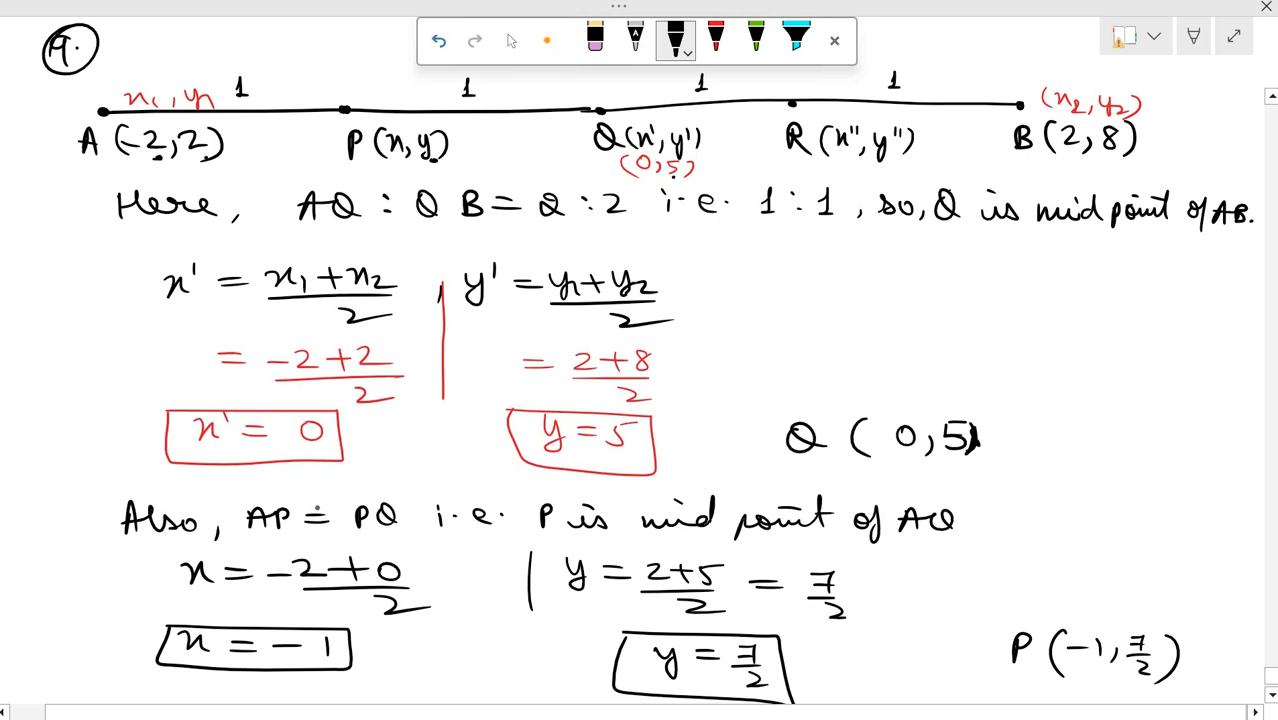 9.
x₁, y₁ 1 1 1 1 (x₂, y₂)
A (-2, 2) P (x, y) Q (x', y') R (x'', y'') B (2, 8)
(0, 5)
Here, AQ : QB = 2 : 2 i.e. 1 : 1, so, Q is mid point of AB.
x' = (x₁ + x₂)/2 , y' = (y₁ + y₂)/2
= (-2 + 2)/2 = (2 + 8)/2
x' = 0 y = 5 Q (0, 5)
Also, AP = PQ i.e. P is mid point of AQ
x = (-2 + 0)/2 y = (2 + 5)/2 = 7/2
x = -1 y = 7/2 P (-1, 7/2)